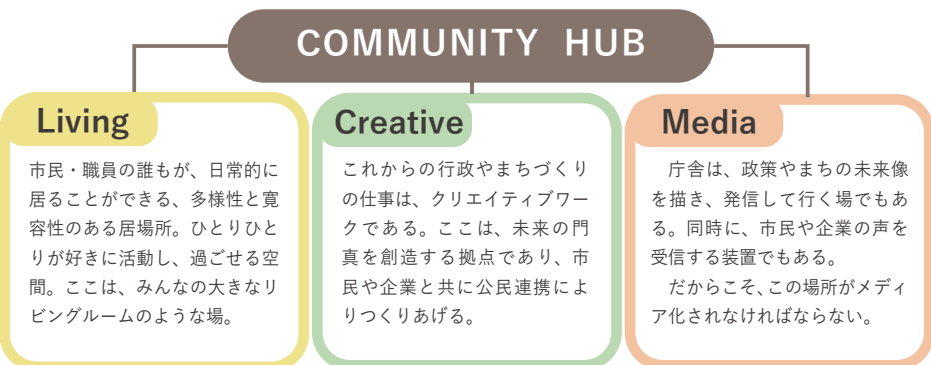 COMMUNITY HUB
Living
市民・職員の誰もが、日常的に
居ることができる、多様性と寛
容性のある居場所。ひとりひと
りが好きに活動し、過ごせる空
間。ここは、みんなの大きなリ
ビングルームのような場。
Creative
これからの行政やまちづくり
の仕事は、クリエイティブワー
クである。ここは、未来の門
真を創造する拠点であり、市
民や企業と共に公民連携によ
りつくりあげる。
Media
庁舎は、政策やまちの未来像
を描き、発信して行く場でもあ
る。同時に、市民や企業の声を
受信する装置でもある。
だからこそ、この場所がメディ
ア化されなければならない。